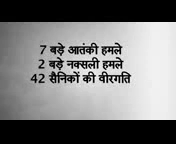 7 बड़े आतंकी हमले
2 बड़े नक्सली हमले
42 सैनिकों की वीरगति